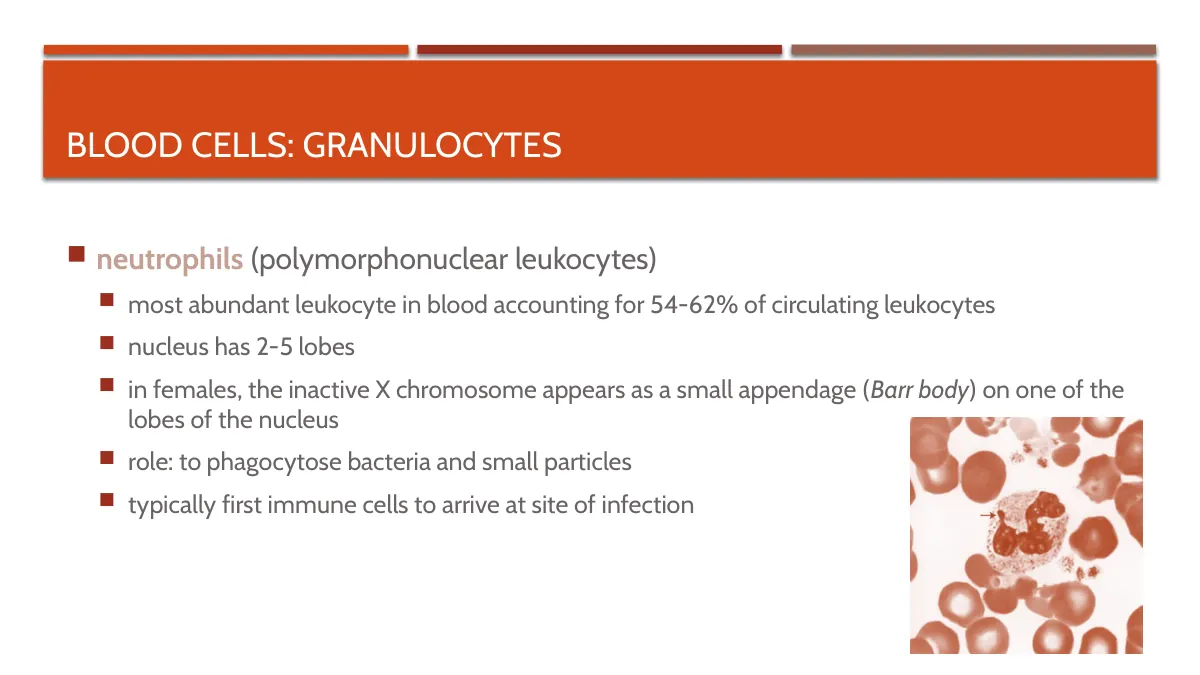 BLOOD CELLS: GRANULOCYTES
neutrophils (polymorphonuclear leukocytes)
most abundant leukocyte in blood accounting for 54-62% of circulating leukocytes
nucleus has 2-5 lobes
in females, the inactive X chromosome appears as a small appendage (Barr body) on one of the
lobes of the nucleus
role: to phagocytose bacteria and small particles
typically first immune cells to arrive at site of infection